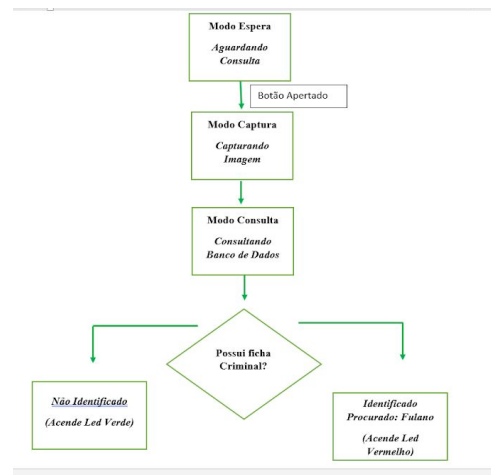 Modo Espera
Aguardando
Consulta
Botão Apertado
Modo Captura
Capturando
Imagem
Modo Consulta
Consultando
Banco de Dados
Possui ficha
Criminal?
Não Identificado
(Acende Led Verde)
Identificado
Procurado: Fulano
(Acende Led
Vermelho)